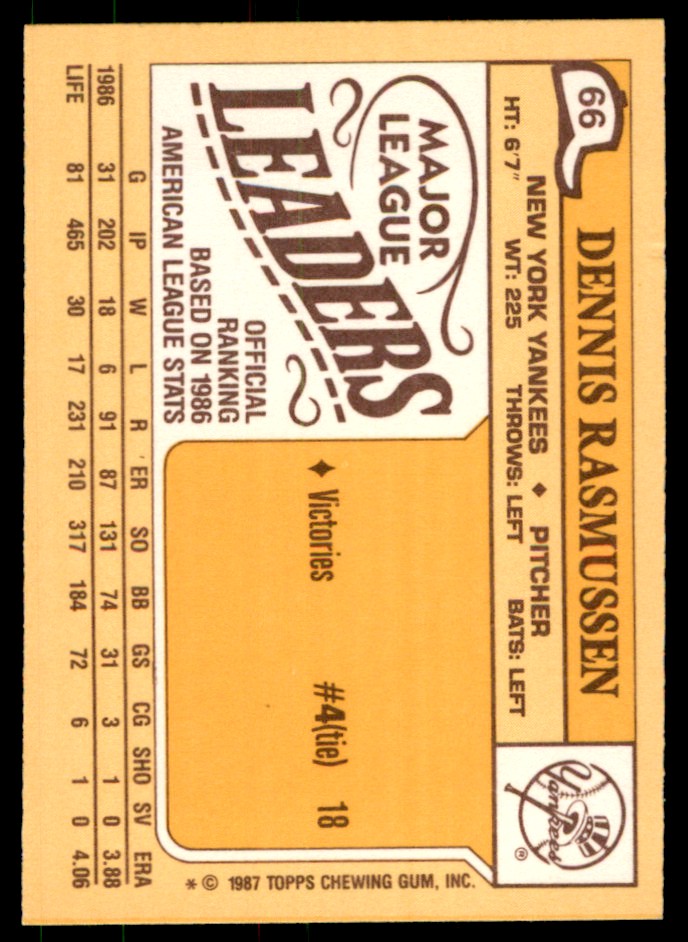 66
DENNIS RASMUSSEN
NEW YORK YANKEES ♦ PITCHER
HT: 6'7" WT: 225 THROWS: LEFT BATS: LEFT
Yankees
®
MAJOR
LEAGUE
LEADERS
OFFICIAL
RANKING
BASED ON 1986
AMERICAN LEAGUE STATS
✦ Victories #4(tie) 18
G IP W L R ER SO BB GS CG SHO SV ERA
1986 31 202 18 6 91 87 131 74 31 3 1 0 3.88
LIFE 81 465 30 17 231 210 317 184 72 6 1 0 4.06
* © 1987 TOPPS CHEWING GUM, INC.